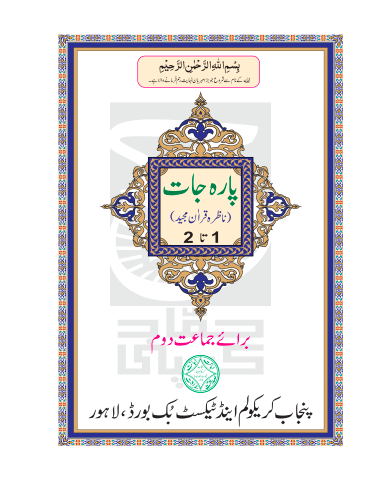 بِسْمِ اللّٰهِ الرَّحْمٰنِ الرَّحِيْمِ
پارہ جات
(ناظرہ قرآن مجید)
1 تا 2
برائے جماعت دوم
پنجاب کریکولم اینڈ ٹیکسٹ بُک بورڈ، لاہور